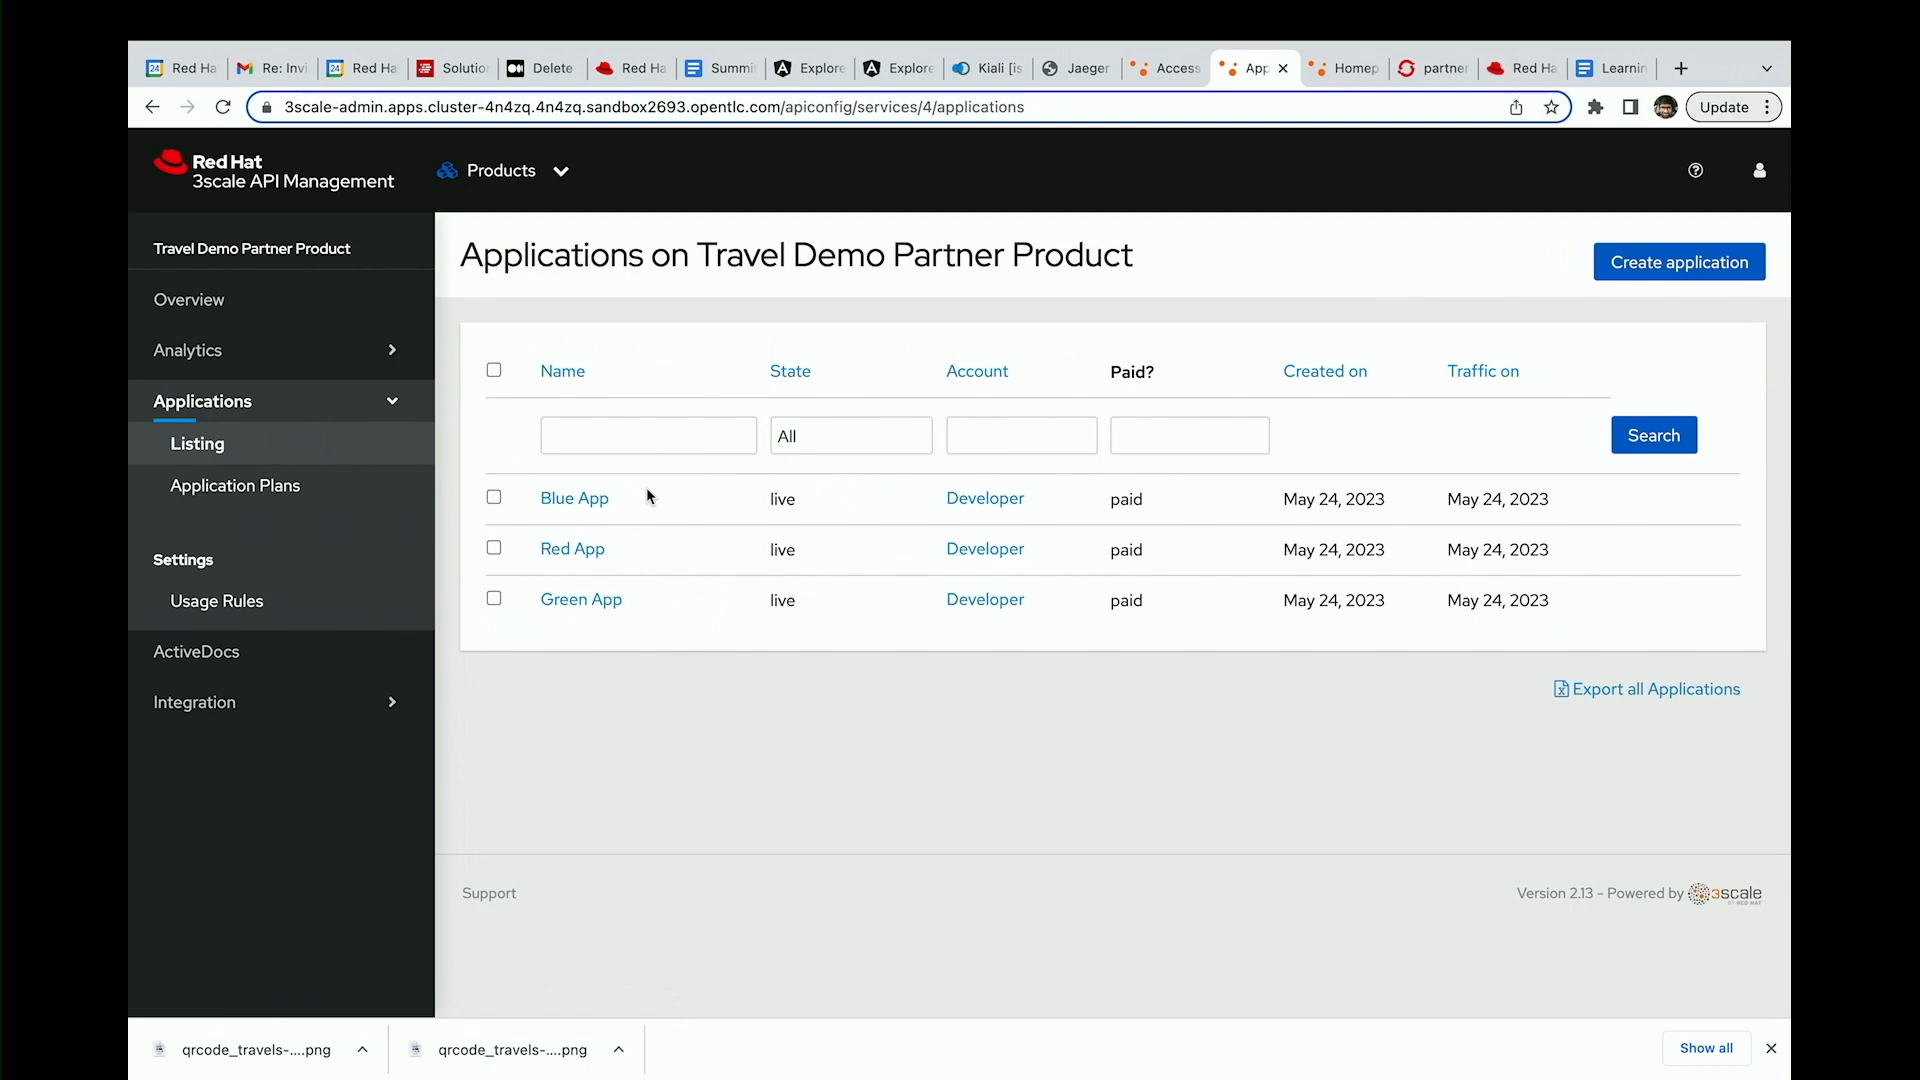 Red Ha
Re: Invi
Red Ha
Solutio
Delete
Red Ha
Summi
Explore
Explore
Kiali [is
Jaeger
Access
App
Homep
partner
Red Ha
Learnin
3scale-admin.apps.cluster-4n4zq.4n4zq.sandbox2693.opentlc.com/apiconfig/services/4/applications
Update
Red Hat
3scale API Management
Products
Travel Demo Partner Product
Overview
Analytics
Applications
Listing
Application Plans
Settings
Usage Rules
ActiveDocs
Integration
Applications on Travel Demo Partner Product
Create application
Name State Account Paid? Created on Traffic on
All
Search
Blue App live Developer paid May 24, 2023 May 24, 2023
Red App live Developer paid May 24, 2023 May 24, 2023
Green App live Developer paid May 24, 2023 May 24, 2023
Export all Applications
Support
Version 2.13 - Powered by 3scale
BY RED HAT
qrcode_travels-....png
qrcode_travels-....png
Show all